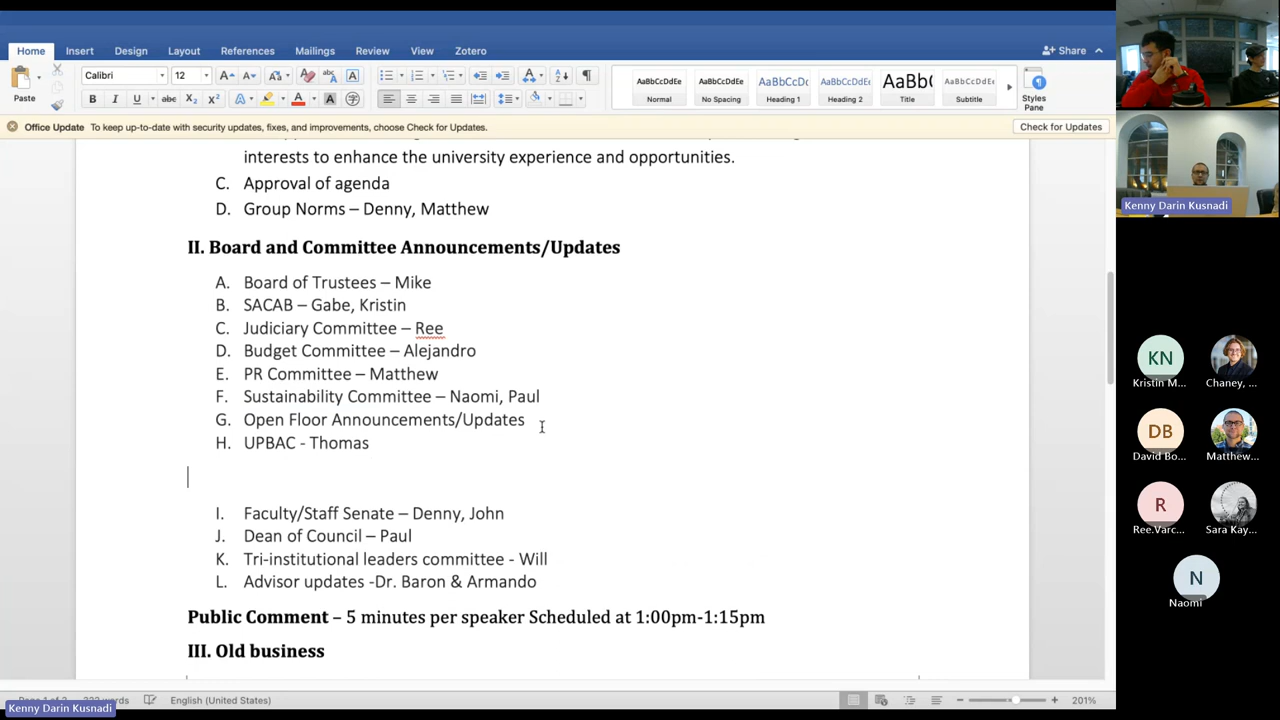 Home Insert Design Layout References Mailings Review View Zotero Share
Paste Calibri 12 AaBbCcDdEe AaBbCcDdEe AaBbCcDc AaBbCcDdEe AaBb( AaBbCcDdEe
Normal No Spacing Heading 1 Heading 2 Title Subtitle Styles Pane
Office Update To keep up-to-date with security updates, fixes, and improvements, choose Check for Updates. Check for Updates
interests to enhance the university experience and opportunities.
C. Approval of agenda
D. Group Norms – Denny, Matthew
II. Board and Committee Announcements/Updates
A. Board of Trustees – Mike
B. SACAB – Gabe, Kristin
C. Judiciary Committee – Ree
D. Budget Committee – Alejandro
E. PR Committee – Matthew
F. Sustainability Committee – Naomi, Paul
G. Open Floor Announcements/Updates
H. UPBAC - Thomas
I. Faculty/Staff Senate – Denny, John
J. Dean of Council – Paul
K. Tri-institutional leaders committee - Will
L. Advisor updates -Dr. Baron & Armando
Public Comment – 5 minutes per speaker Scheduled at 1:00pm-1:15pm
III. Old business
English (United States) 201%
Kenny Darin Kusnadi
Kenny Darin Kusnadi
KN
Kristin M...
Chaney, ...
DB
David Bo...
Matthew...
R
Ree.Varc...
Sara Kay...
N
Naomi